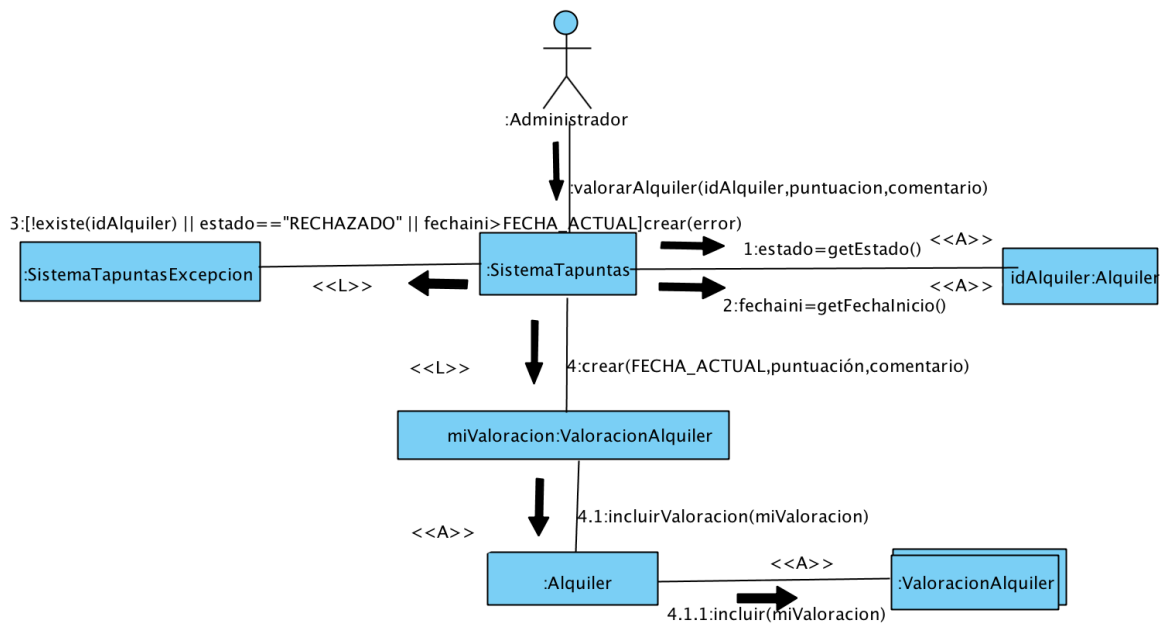 :Administrador
:valorarAlquiler(idAlquiler,puntuacion,comentario)
3:[!existe(idAlquiler) || estado=="RECHAZADO" || fechaini>FECHA_ACTUAL]crear(error)
:SistemaTapuntasExcepcion
<<L>>
:SistemaTapuntas
1:estado=getEstado()
<<A>>
2:fechaini=getFechaInicio()
<<A>>
idAlquiler:Alquiler
<<L>>
4:crear(FECHA_ACTUAL,puntuación,comentario)
miValoracion:ValoracionAlquiler
<<A>>
4.1:incluirValoracion(miValoracion)
:Alquiler
<<A>>
4.1.1:incluir(miValoracion)
:ValoracionAlquiler